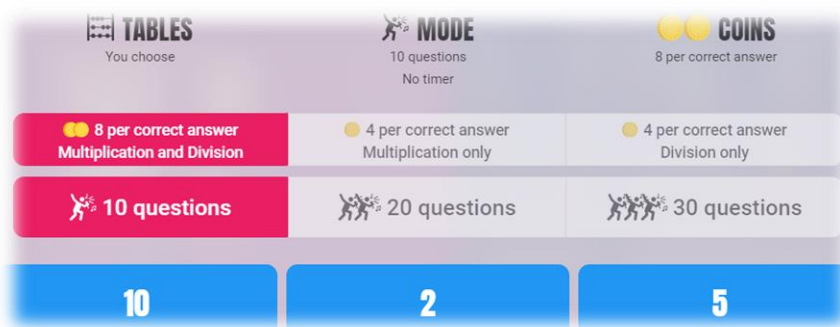 TABLES
You choose
MODE
10 questions
No timer
COINS
8 per correct answer
8 per correct answer
Multiplication and Division
4 per correct answer
Multiplication only
4 per correct answer
Division only
10 questions
20 questions
30 questions
10
2
5